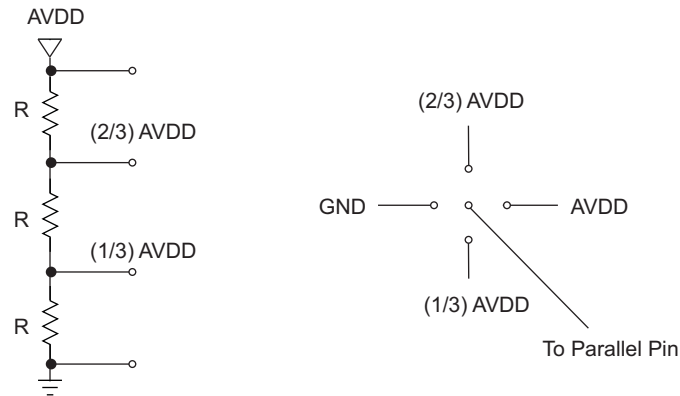 AVDD
R
(2/3) AVDD
R
(1/3) AVDD
R
(2/3) AVDD
GND
AVDD
(1/3) AVDD
To Parallel Pin